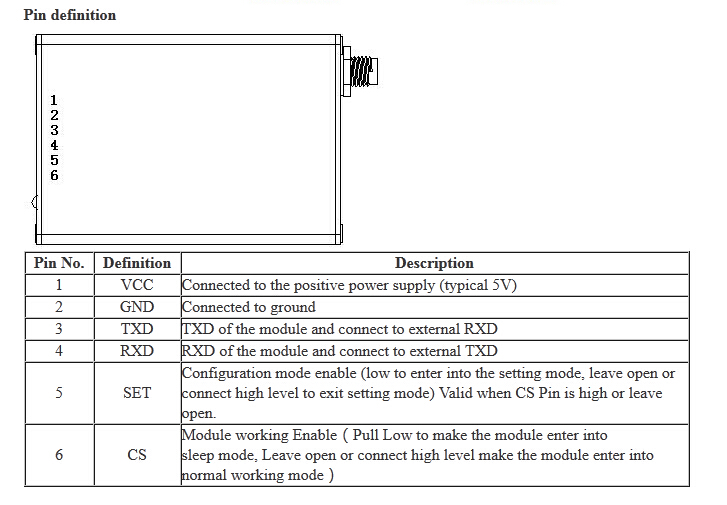 Pin definition
1
2
3
4
5
6
Pin No. Definition Description
1 VCC Connected to the positive power supply (typical 5V)
2 GND Connected to ground
3 TXD TXD of the module and connect to external RXD
4 RXD RXD of the module and connect to external TXD
5 SET Configuration mode enable (low to enter into the setting mode, leave open or
connect high level to exit setting mode) Valid when CS Pin is high or leave
open.
6 CS Module working Enable ( Pull Low to make the module enter into
sleep mode, Leave open or connect high level make the module enter into
normal working mode )